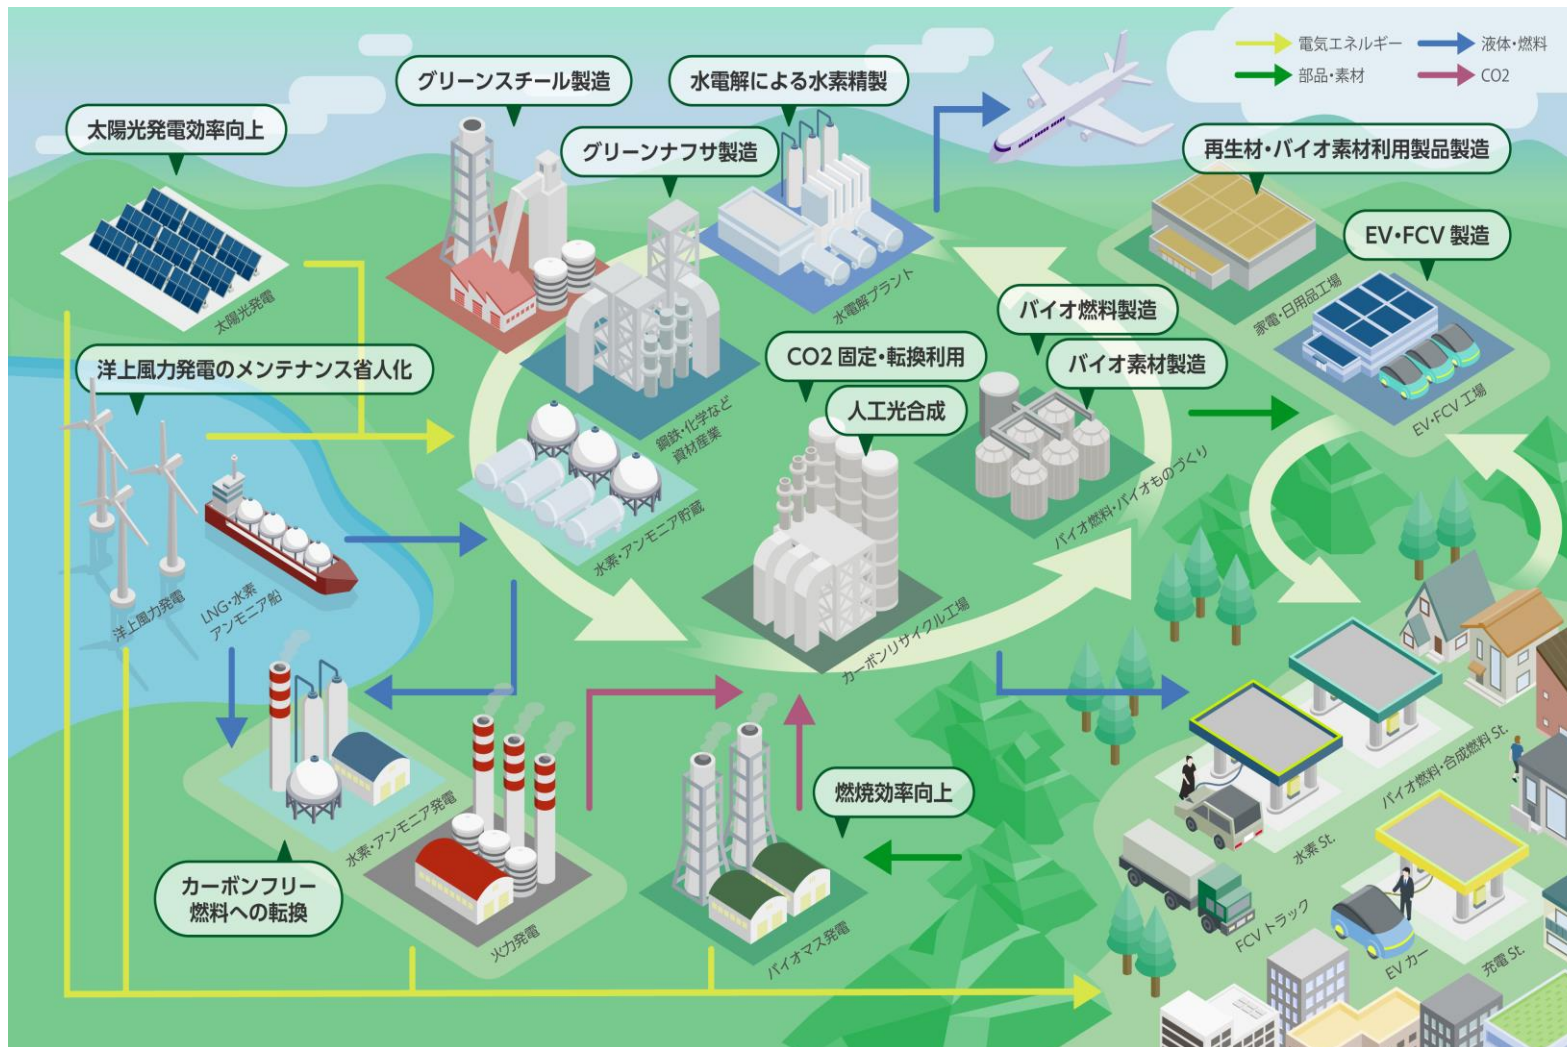 電気エネルギー
液体・燃料
部品・素材
CO2
グリーンスチール製造
水電解による水素精製
太陽光発電効率向上
グリーンナフサ製造
再生材・バイオ素材利用製品製造
EV・FCV 製造
太陽光発電
水電解プラント
家電・日用品工場
バイオ燃料製造
洋上風力発電のメンテナンス省人化
CO2 固定・転換利用
バイオ素材製造
人工光合成
鋼鉄・化学など
資材産業
EV・FCV 工場
バイオ燃料・バイオものづくり
水素・アンモニア貯蔵
洋上風力発電
LNG・水素
アンモニア船
カーボンリサイクル工場
バイオ燃料・合成燃料 St.
燃焼効率向上
水素・アンモニア発電
水素 St.
カーボンフリー
燃料への転換
火力発電
バイオマス発電
FCV トラック
EV カー
充電 St.